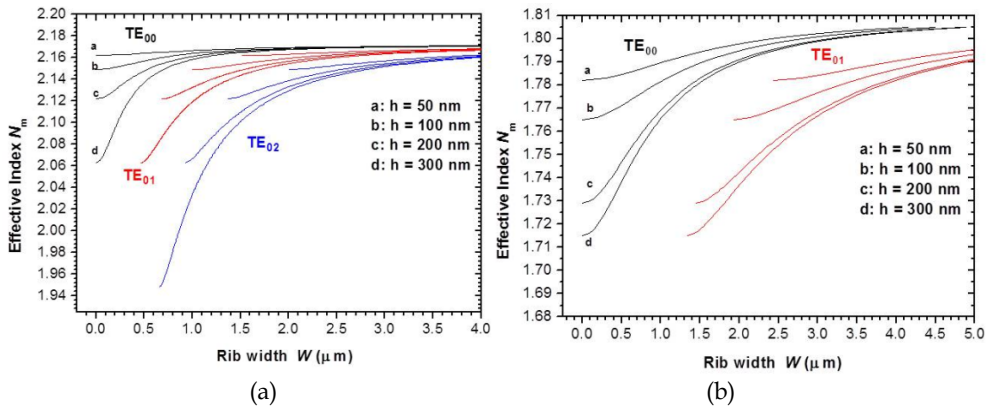 2.20
2.18
2.16
2.14
2.12
2.10
2.08
2.06
2.04
2.02
2.00
1.98
1.96
1.94
Effective Index Nm
TE00
a
b
c
d
TE01
TE02
a: h = 50 nm
b: h = 100 nm
c: h = 200 nm
d: h = 300 nm
0.0 0.5 1.0 1.5 2.0 2.5 3.0 3.5 4.0
Rib width W (μ m)
(a)
1.81
1.80
1.79
1.78
1.77
1.76
1.75
1.74
1.73
1.72
1.71
1.70
1.69
1.68
Effective Index Nm
TE00
a
b
c
d
TE01
a: h = 50 nm
b: h = 100 nm
c: h = 200 nm
d: h = 300 nm
0.0 0.5 1.0 1.5 2.0 2.5 3.0 3.5 4.0 4.5 5.0
Rib width W (μ m)
(b)